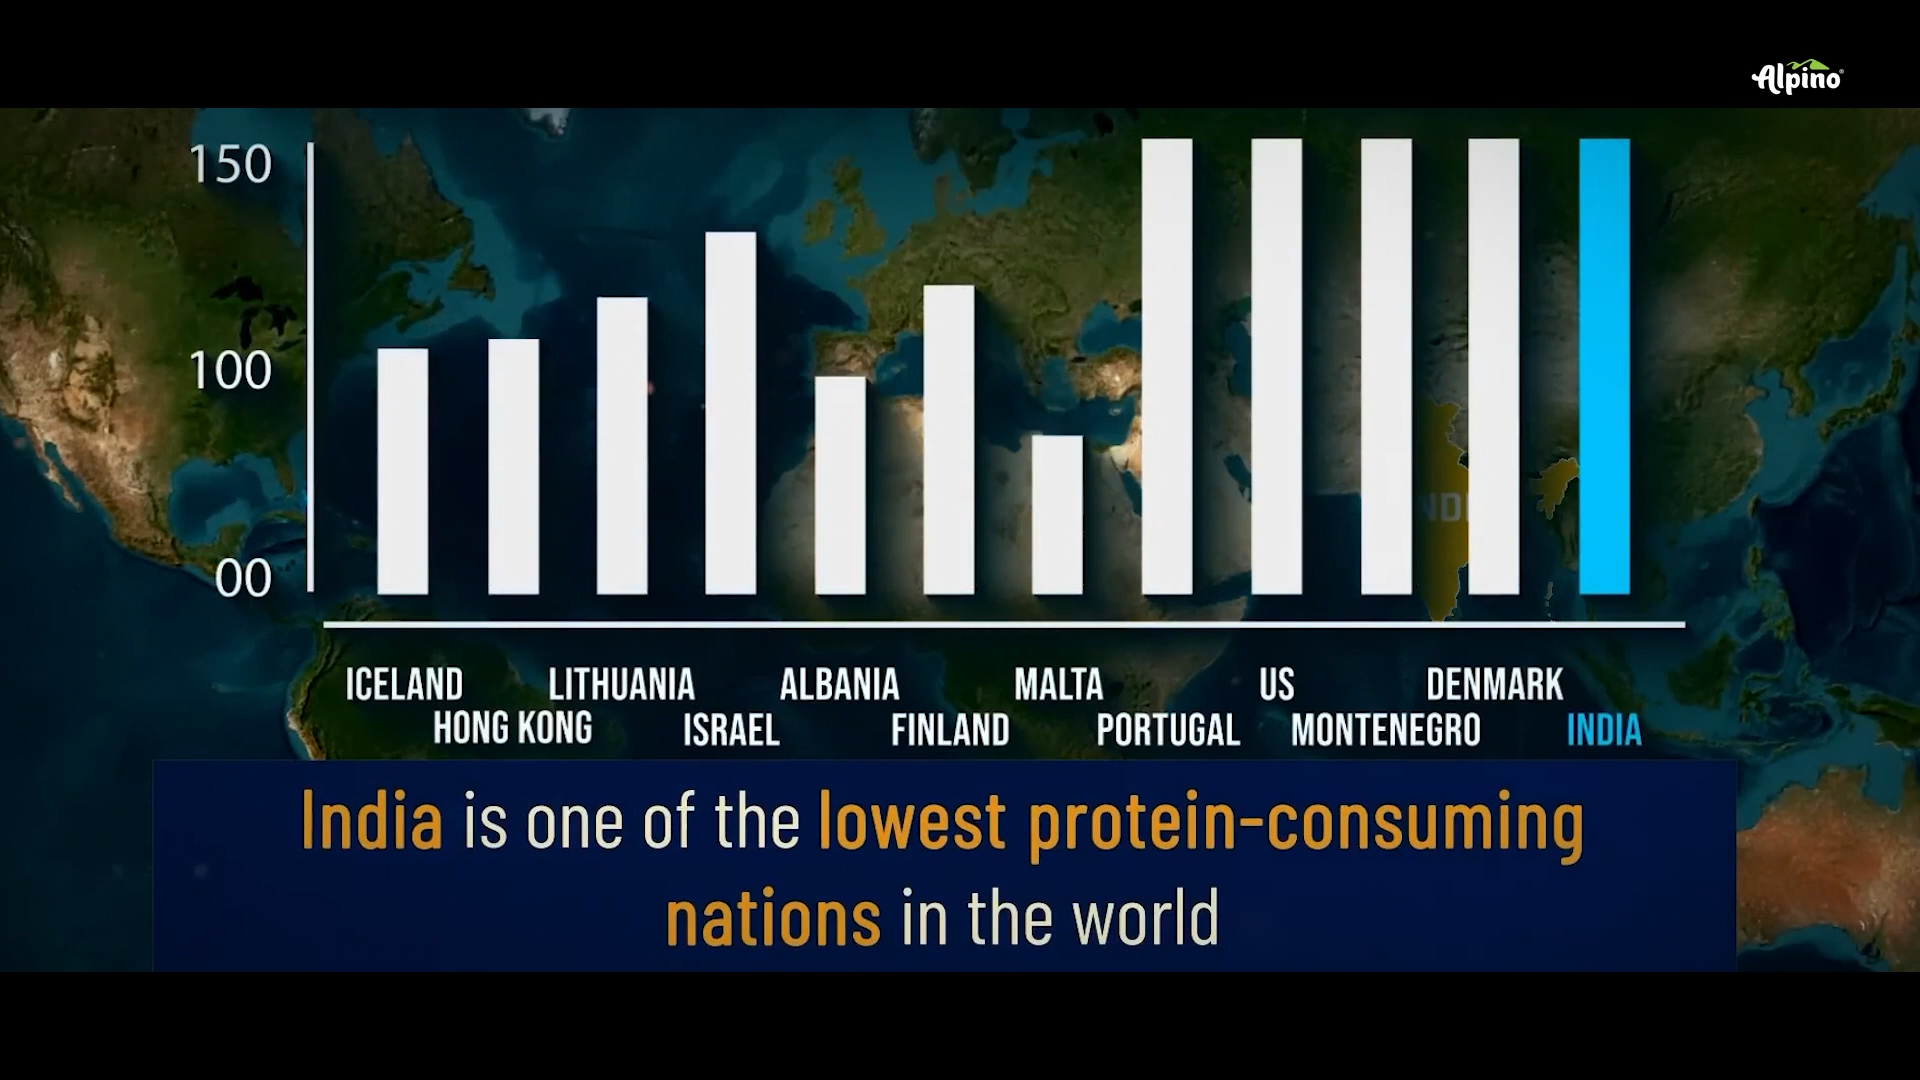 Alpino
150
100
00
ICELAND LITHUANIA ALBANIA MALTA US DENMARK
HONG KONG ISRAEL FINLAND PORTUGAL MONTENEGRO INDIA
India is one of the lowest protein-consuming
nations in the world